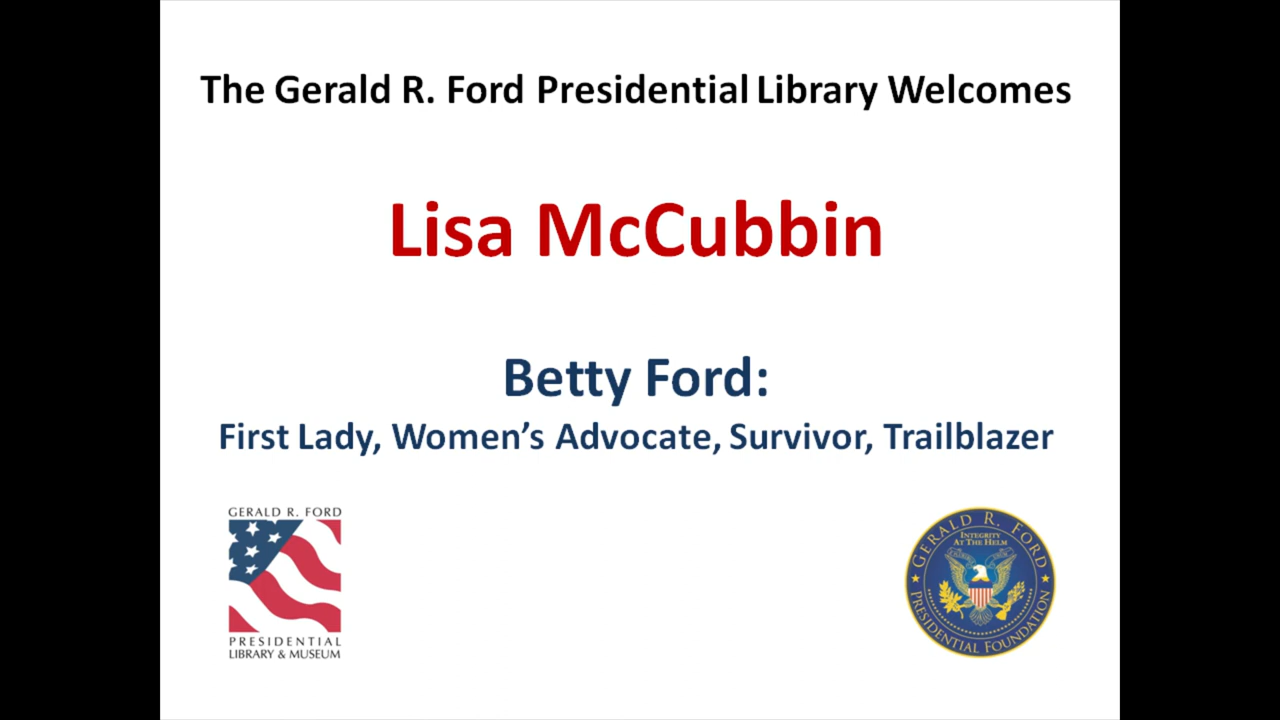 The Gerald R. Ford Presidential Library Welcomes
Lisa McCubbin
Betty Ford:
First Lady, Women’s Advocate, Survivor, Trailblazer
GERALD R. FORD
PRESIDENTIAL
LIBRARY & MUSEUM
GERALD R. FORD
INTEGRITY
AT THE HELM
PRESIDENTIAL FOUNDATION